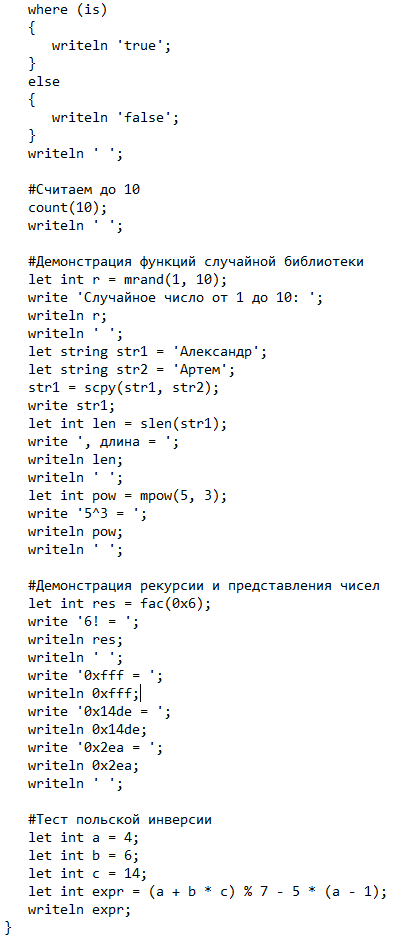 where (is)
{
writeln 'true';
}
else
{
writeln 'false';
}
writeln ' ';
#Считаем до 10
count(10);
writeln ' ';
#Демонстрация функций случайной библиотеки
let int r = mrand(1, 10);
write 'Случайное число от 1 до 10: ';
writeln r;
writeln ' ';
let string str1 = 'Александр';
let string str2 = 'Артем';
str1 = scpy(str1, str2);
write str1;
let int len = slen(str1);
write ', длина = ';
writeln len;
writeln ' ';
let int pow = mpow(5, 3);
write '5^3 = ';
writeln pow;
writeln ' ';
#Демонстрация рекурсии и представления чисел
let int res = fac(0x6);
write '6! = ';
writeln res;
writeln ' ';
write '0xfff = ';
writeln 0xfff;
write '0x14de = ';
writeln 0x14de;
write '0x2ea = ';
writeln 0x2ea;
writeln ' ';
#Тест польской инверсии
let int a = 4;
let int b = 6;
let int c = 14;
let int expr = (a + b * c) % 7 - 5 * (a - 1);
writeln expr;
}